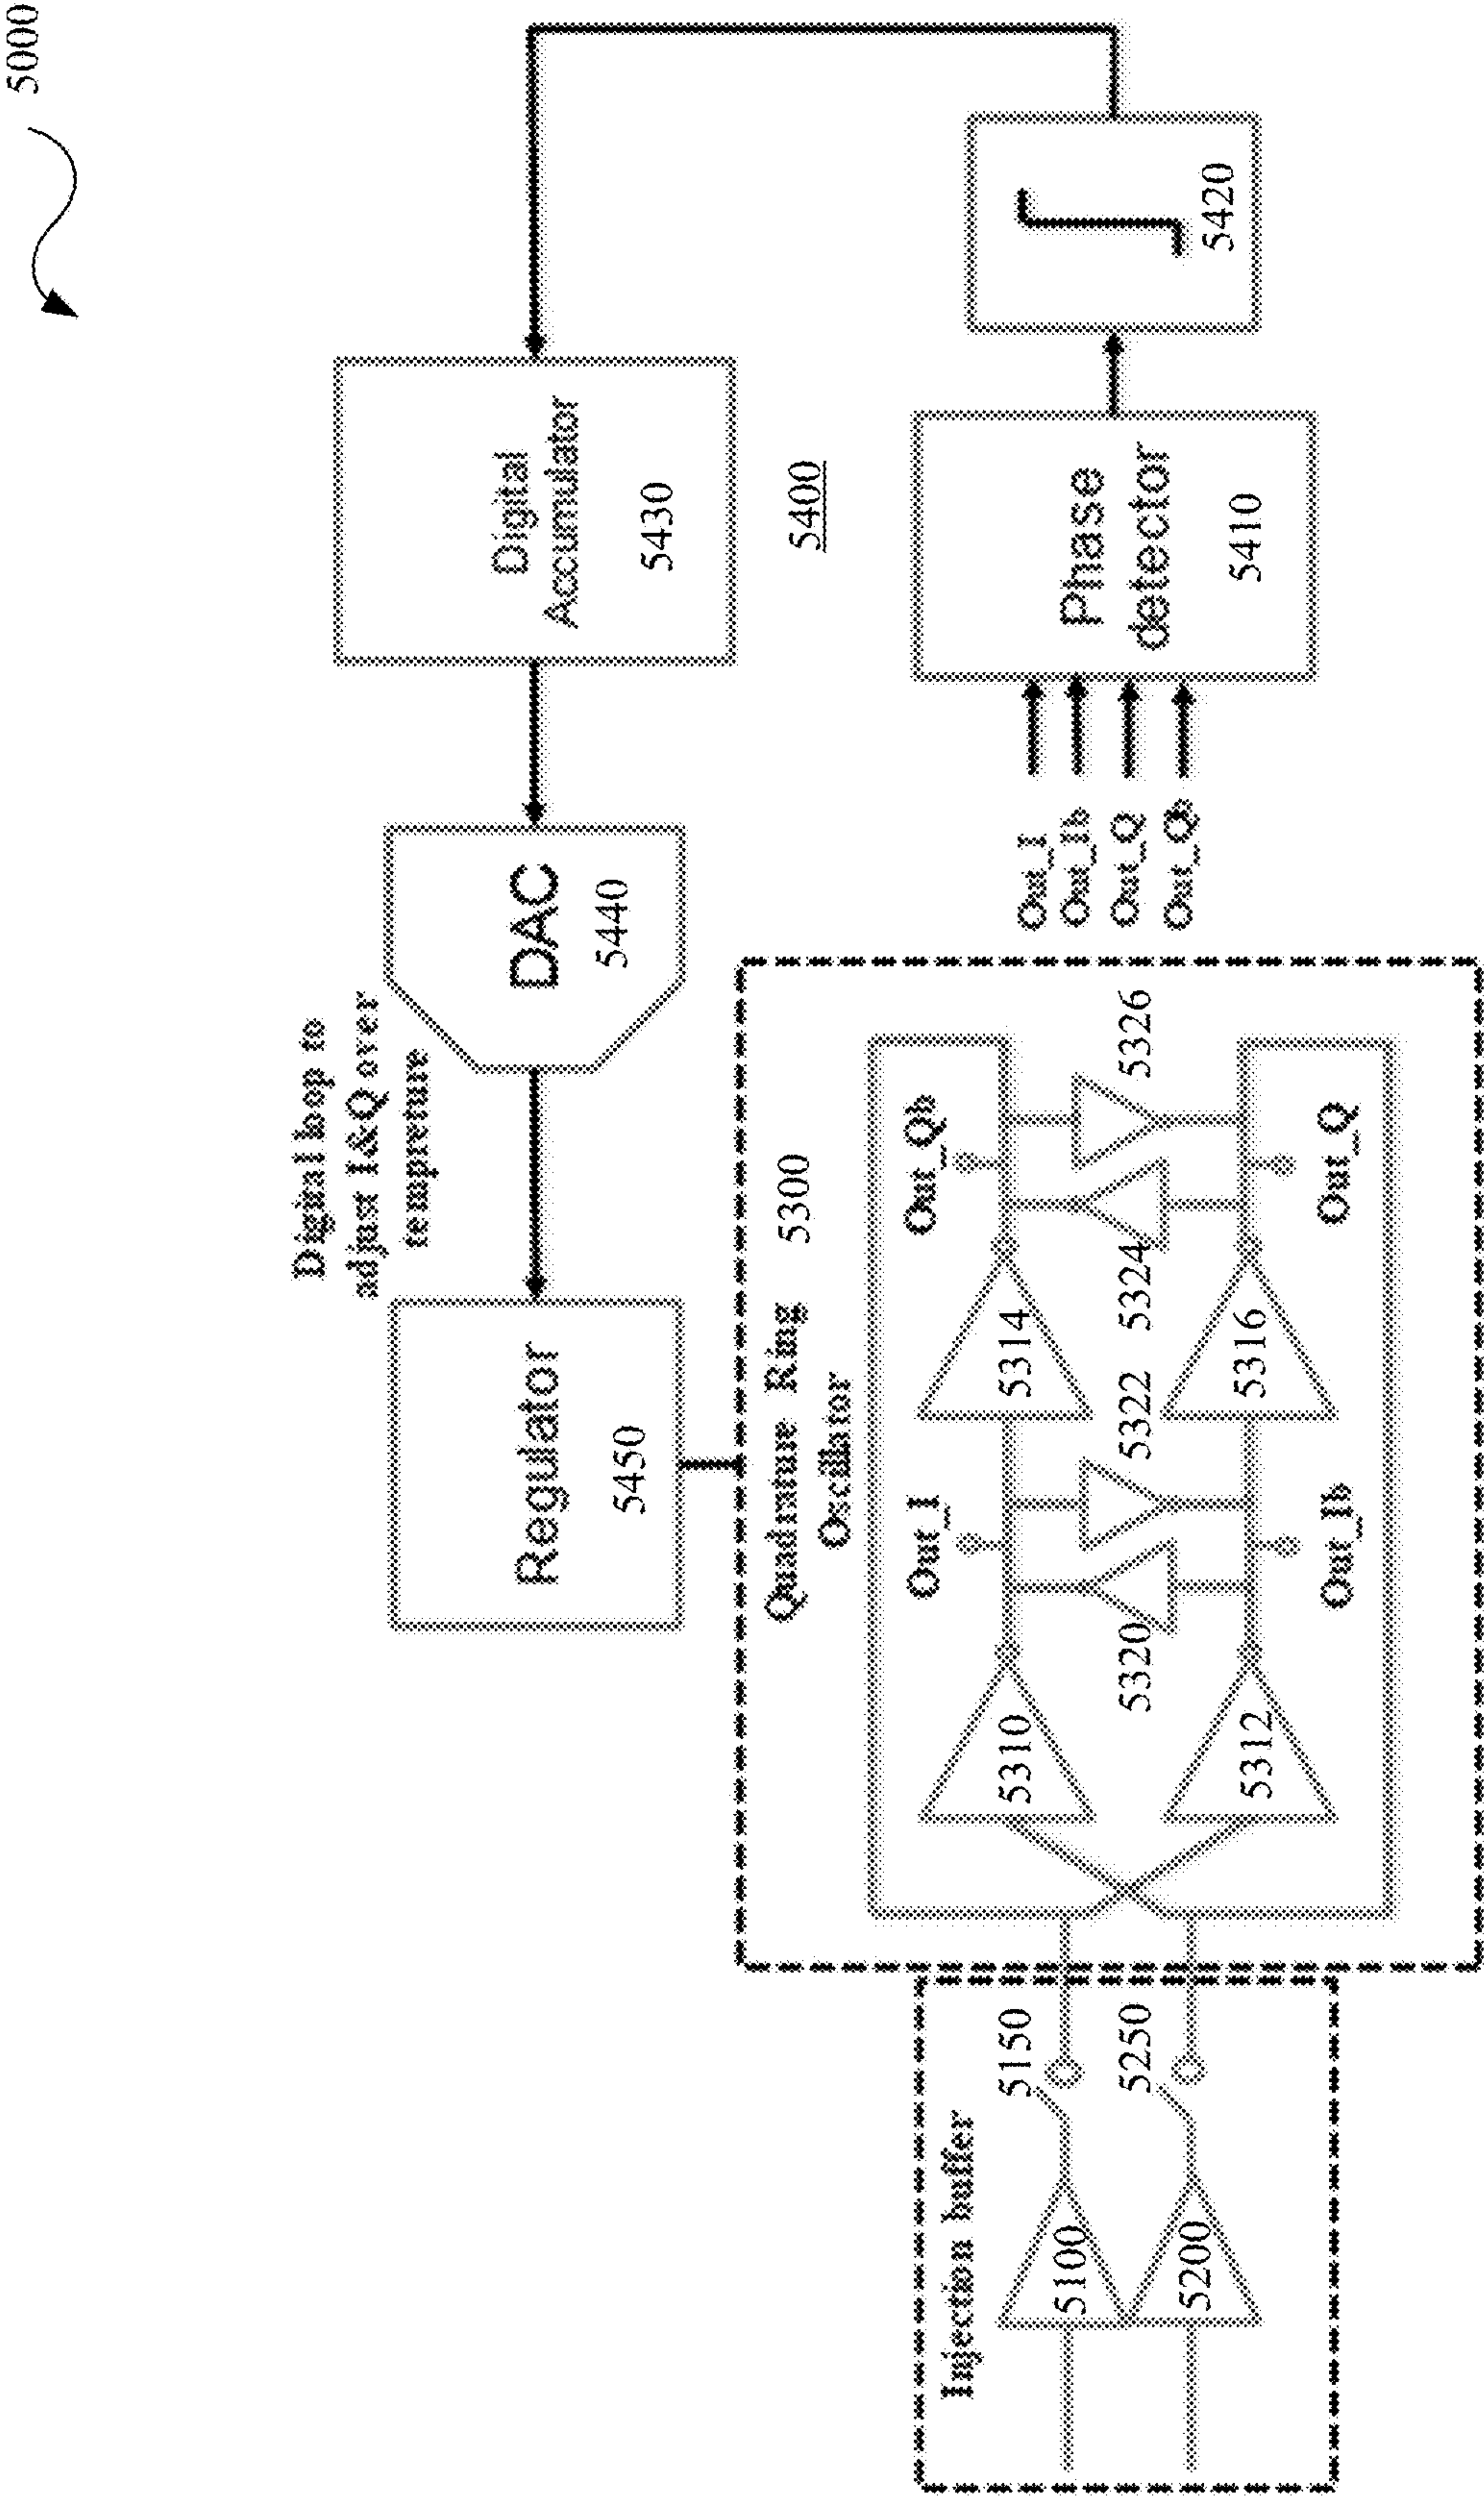 5000
Digital loop to
adjust I&Q over
tempreture
Regulator
5450
DAC
5440
Digital
Accumulator
5430
5400
Quadrature Ring
Oscillator
5300
Injection buffer
5100
5150
5200
5250
5310
5312
Out_I
5320
5322
Out_Ib
5314
5316
Out_Qb
5324
5326
Out_Q
Out_I
Out_Ib
Out_Q
Out_Qb
Phase
detector
5410
∫
5420